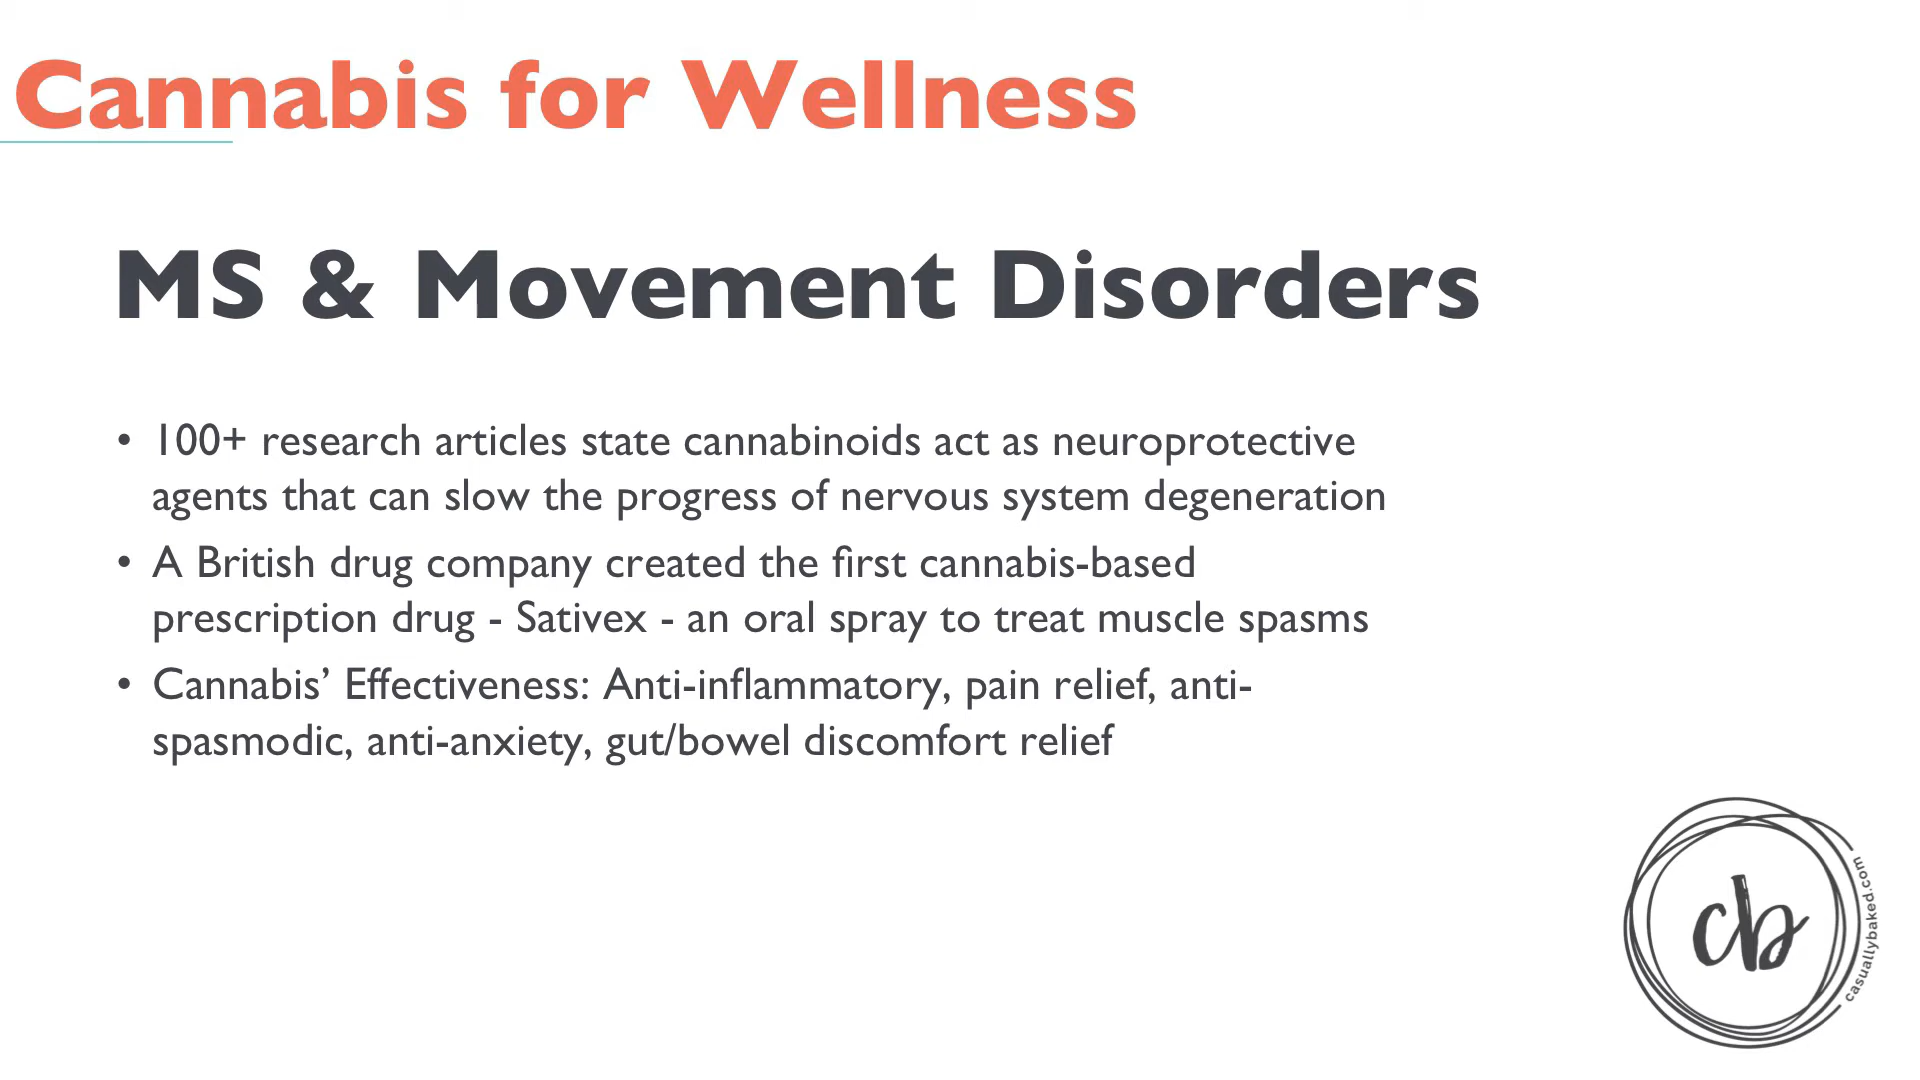 Cannabis for Wellness
MS & Movement Disorders
• 100+ research articles state cannabinoids act as neuroprotective
agents that can slow the progress of nervous system degeneration
• A British drug company created the first cannabis-based
prescription drug - Sativex - an oral spray to treat muscle spasms
• Cannabis’ Effectiveness: Anti-inflammatory, pain relief, anti-
spasmodic, anti-anxiety, gut/bowel discomfort relief
cb
casuallybaked.com